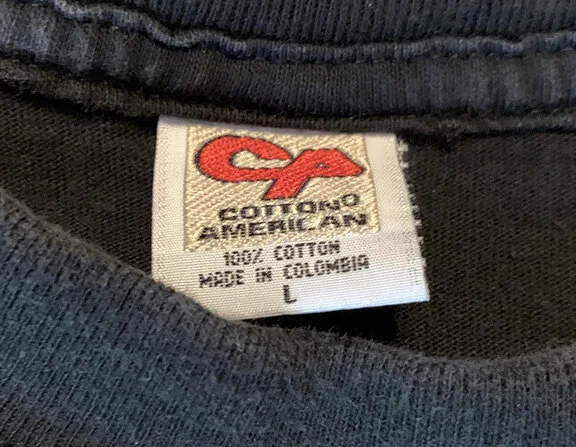 CA
COTTONO
AMERICAN
100% COTTON
MADE IN COLOMBIA
L